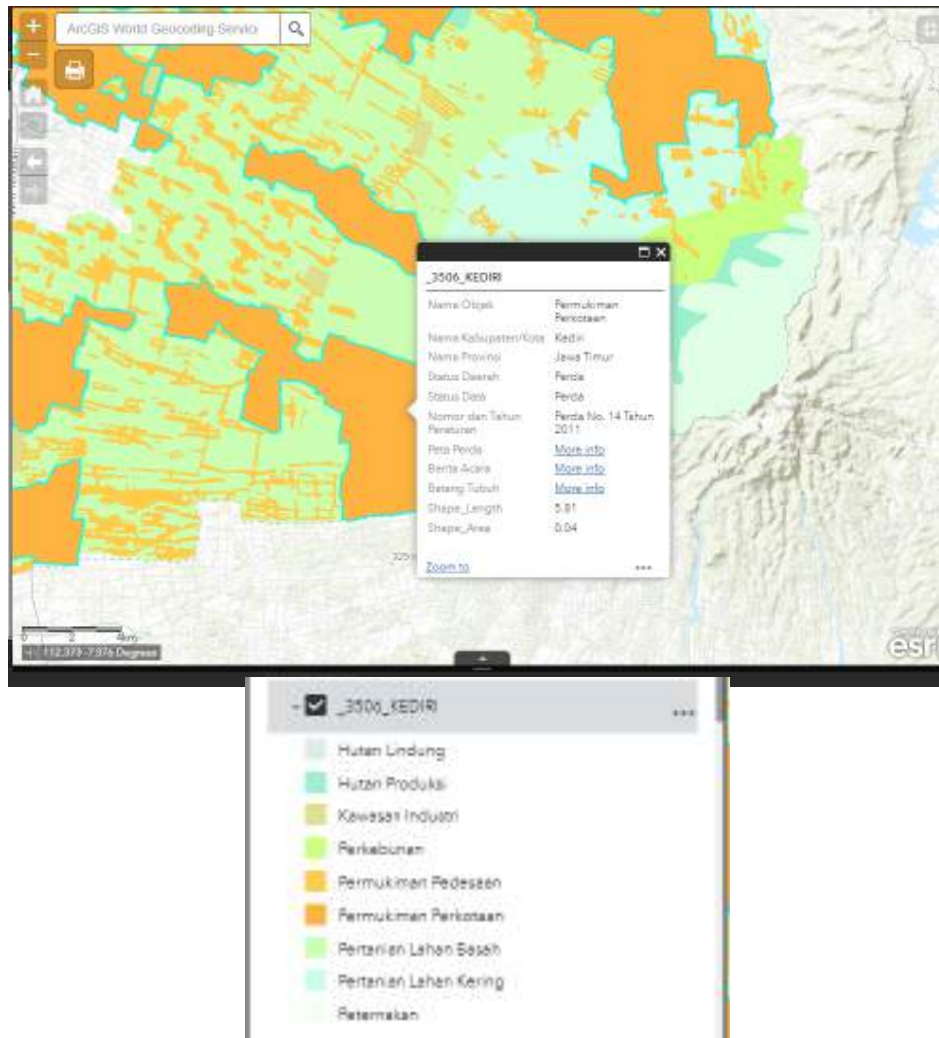 ArcGIS World Geocoding Servic
_3506_KEDIRI
Nama Objek Permukiman Perkotaan
Nama Kabupaten/Kota Kediri
Nama Provinsi Jawa Timur
Status Daerah Perda
Status Data Perda
Nomor dan Tahun Peraturan Perda No. 14 Tahun 2011
Peta Perda More info
Berita Acara More info
Batang Tubuh More info
Shape_Length 5.81
Shape_Area 0.04
Zoom to
0 2 4km
112.373 -7.976 Degrees
esri
_3506_KEDIRI
Hutan Lindung
Hutan Produksi
Kawasan Industri
Perkebunan
Permukiman Pedesaan
Permukiman Perkotaan
Pertanian Lahan Basah
Pertanian Lahan Kering
Peternakan